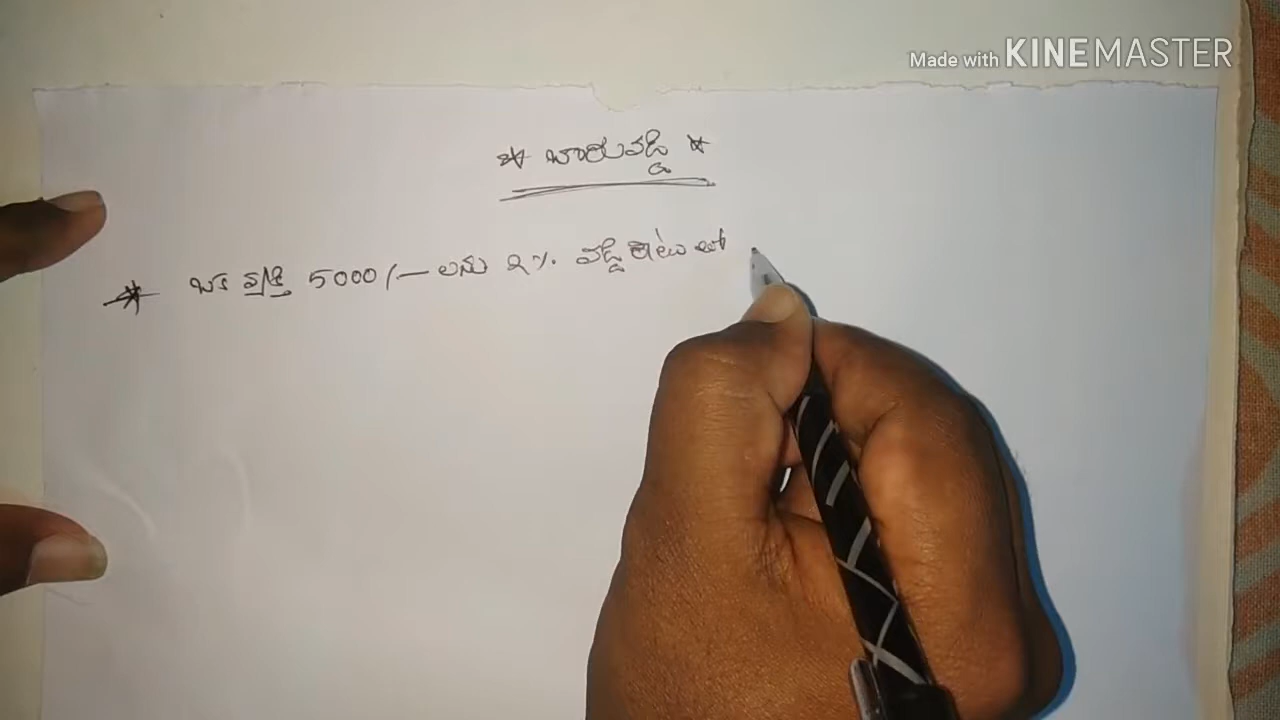 Made with KINEMASTER
* బారువడ్డి *
* ఒక వ్యక్తి 5000/- లను 2%. వడ్డి